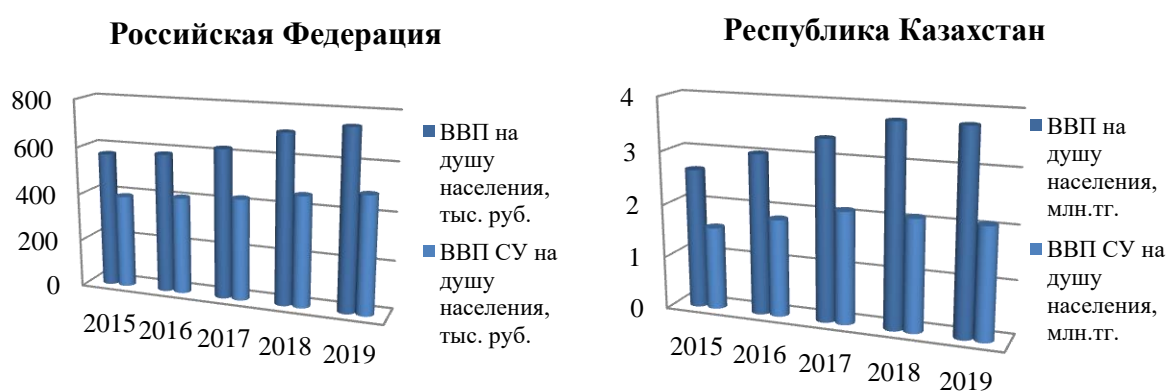 Российская Федерация
800
600
400
200
0
2015 2016 2017 2018 2019
ВВП на
душу
населения,
тыс. руб.
ВВП СУ на
душу
населения,
тыс. руб.
Республика Казахстан
4
3
2
1
0
2015 2016 2017 2018 2019
ВВП на
душу
населения,
млн.тг.
ВВП СУ на
душу
населения,
млн.тг.